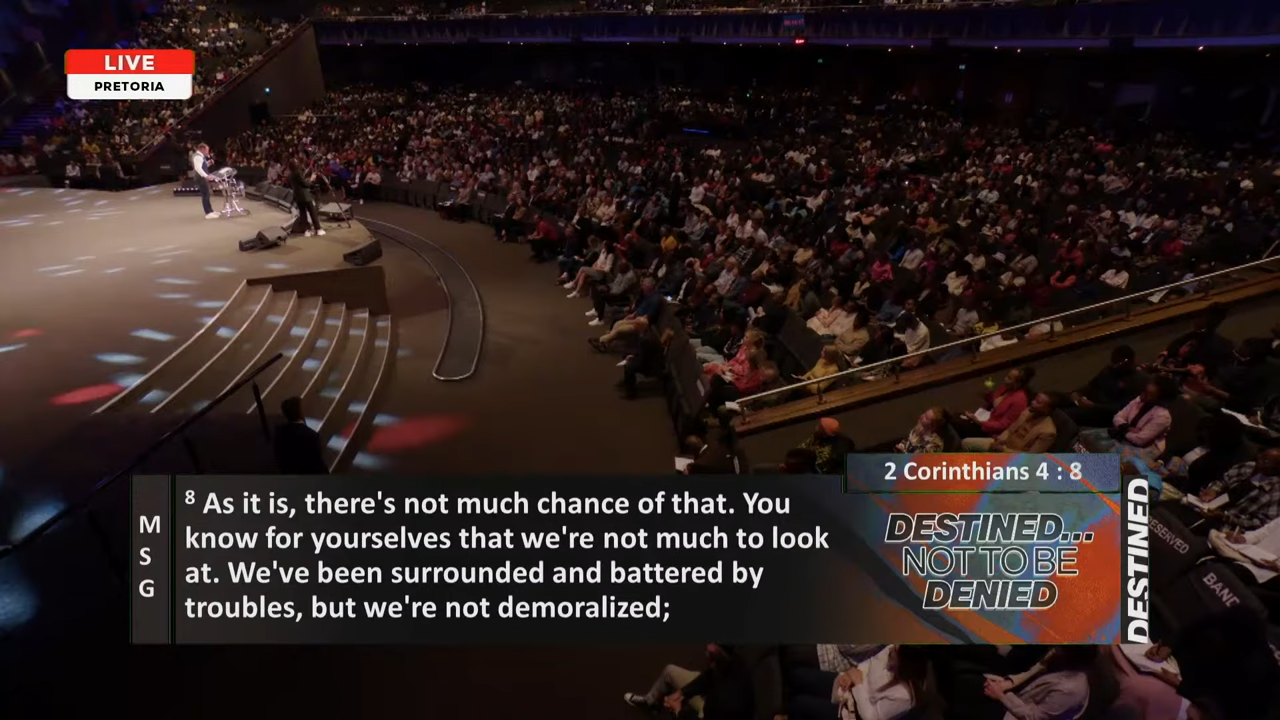 LIVE
PRETORIA
2 Corinthians 4 : 8
M
S
G
8 As it is, there's not much chance of that. You
know for yourselves that we're not much to look
at. We've been surrounded and battered by
troubles, but we're not demoralized;
DESTINED...
NOT TO BE
DENIED
DESTINED
RESERVED
BANC